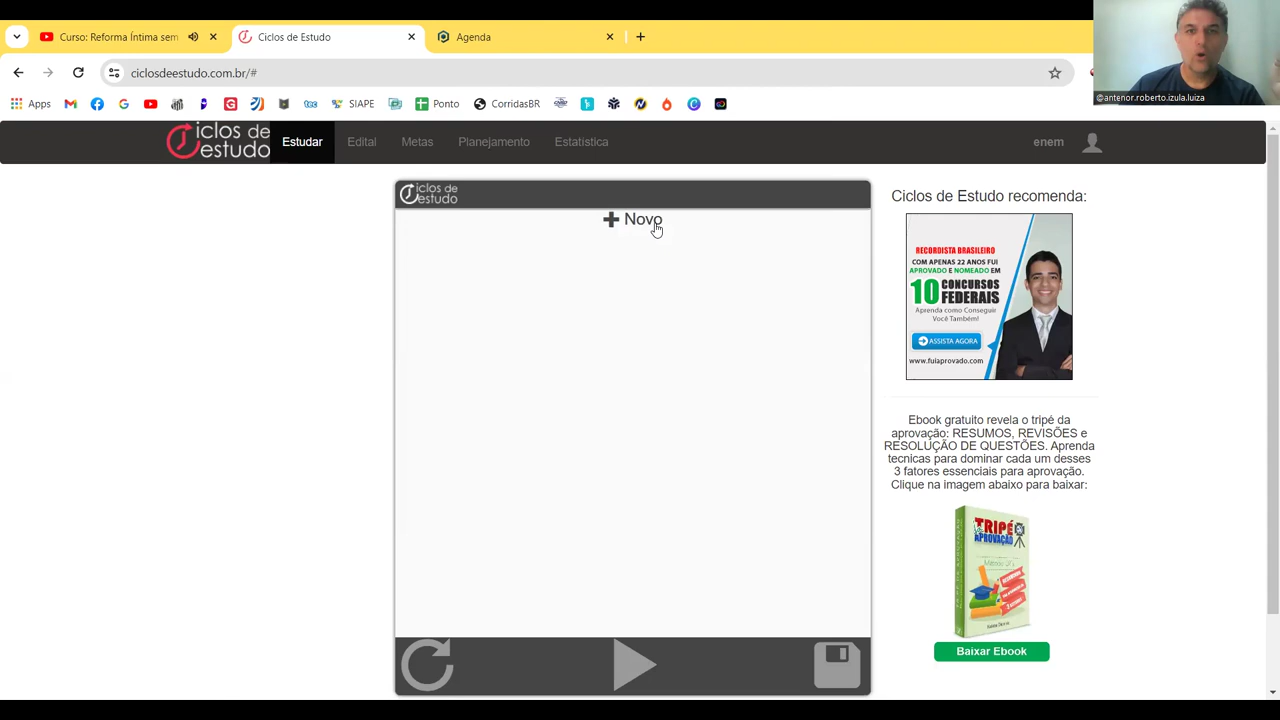 Curso: Reforma Íntima sem
Ciclos de Estudo
Agenda
ciclosdeestudo.com.br/#
Apps
SIAPE
Ponto
CorridasBR
@antenor.roberto.izula.luiza
iclos de
estudo
Estudar
Edital
Metas
Planejamento
Estatística
enem
iclos de
estudo
Novo
Ciclos de Estudo recomenda:
RECORDISTA BRASILEIRO
COM APENAS 22 ANOS FUI
APROVADO E NOMEADO EM
10 CONCURSOS
FEDERAIS
Aprenda como Conseguir
Você Também!
ASSISTA AGORA
www.fuiaprovado.com
Ebook gratuito revela o tripé da
aprovação: RESUMOS, REVISÕES e
RESOLUÇÃO DE QUESTÕES. Aprenda
tecnicas para dominar cada um desses
3 fatores essenciais para aprovação.
Clique na imagem abaixo para baixar:
TRIPÉ
APROVAÇÃO
Baixar Ebook